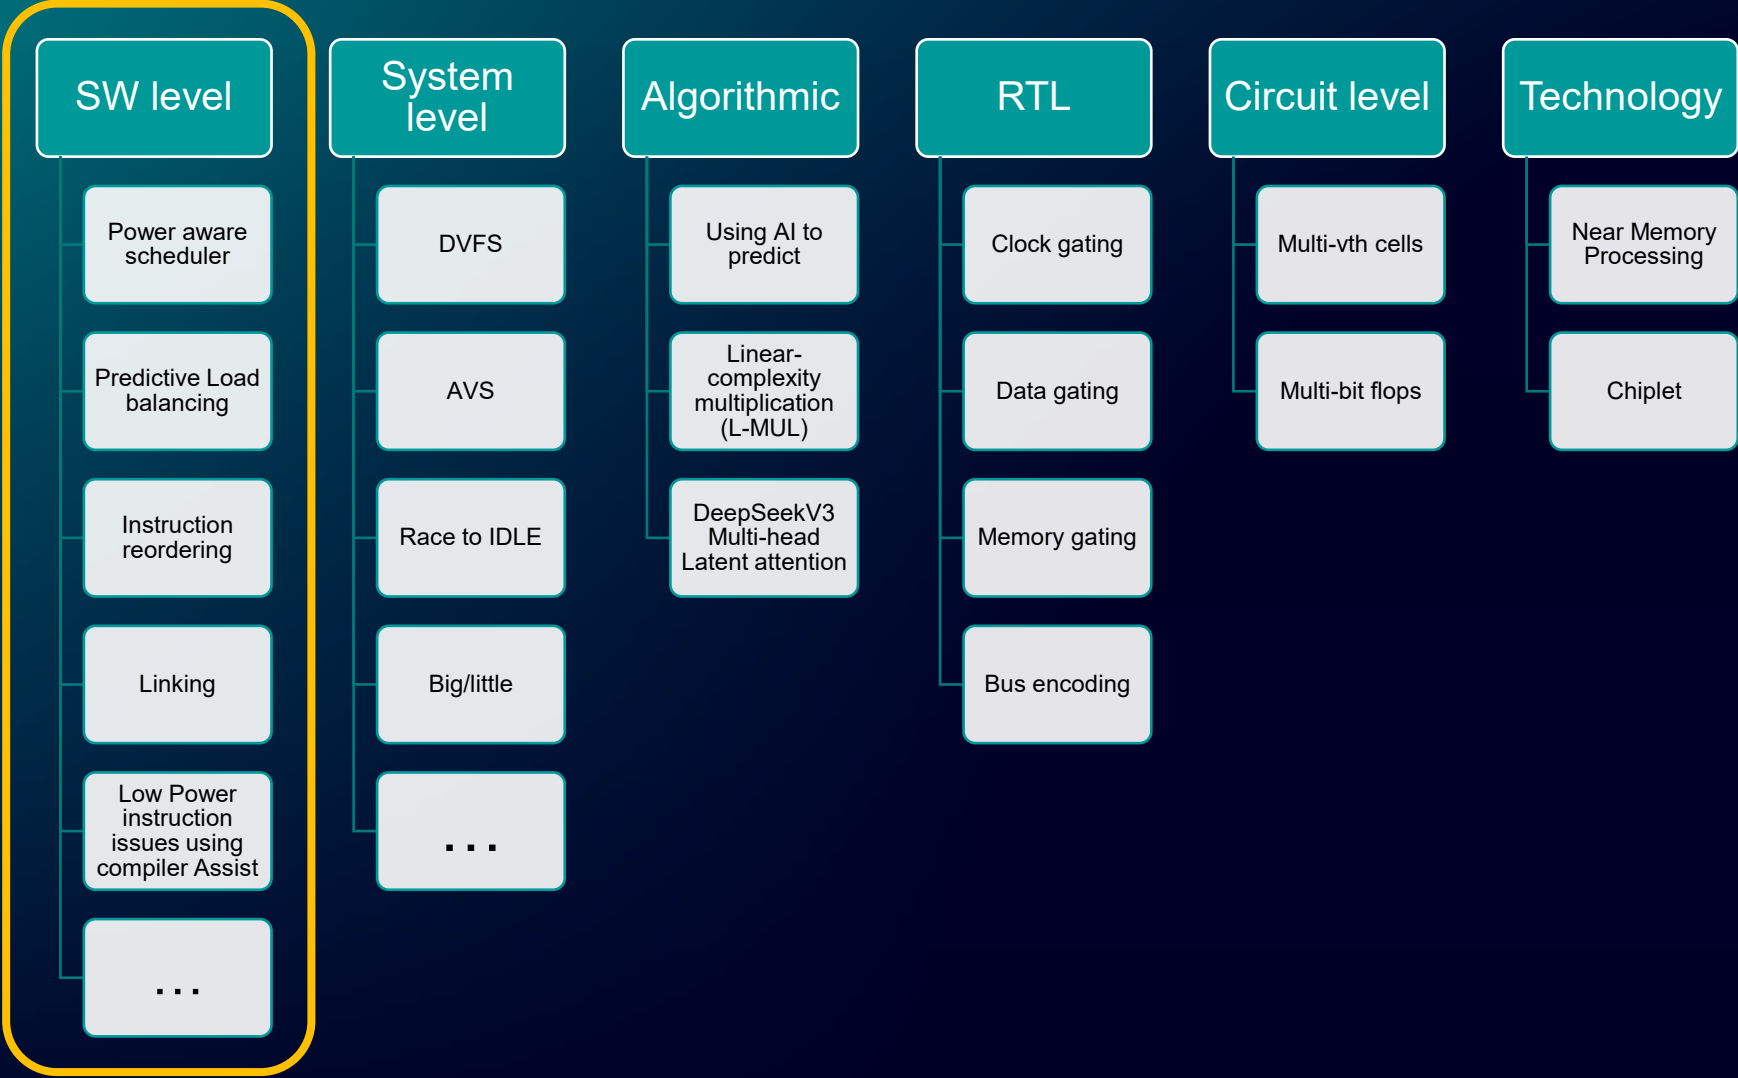 SW level
Power aware
scheduler
Predictive Load
balancing
Instruction
reordering
Linking
Low Power
instruction
issues using
compiler Assist
...
System
level
DVFS
AVS
Race to IDLE
Big/little
...
Algorithmic
Using AI to
predict
Linear-
complexity
multiplication
(L-MUL)
DeepSeekV3
Multi-head
Latent attention
RTL
Clock gating
Data gating
Memory gating
Bus encoding
Circuit level
Multi-vth cells
Multi-bit flops
Technology
Near Memory
Processing
Chiplet